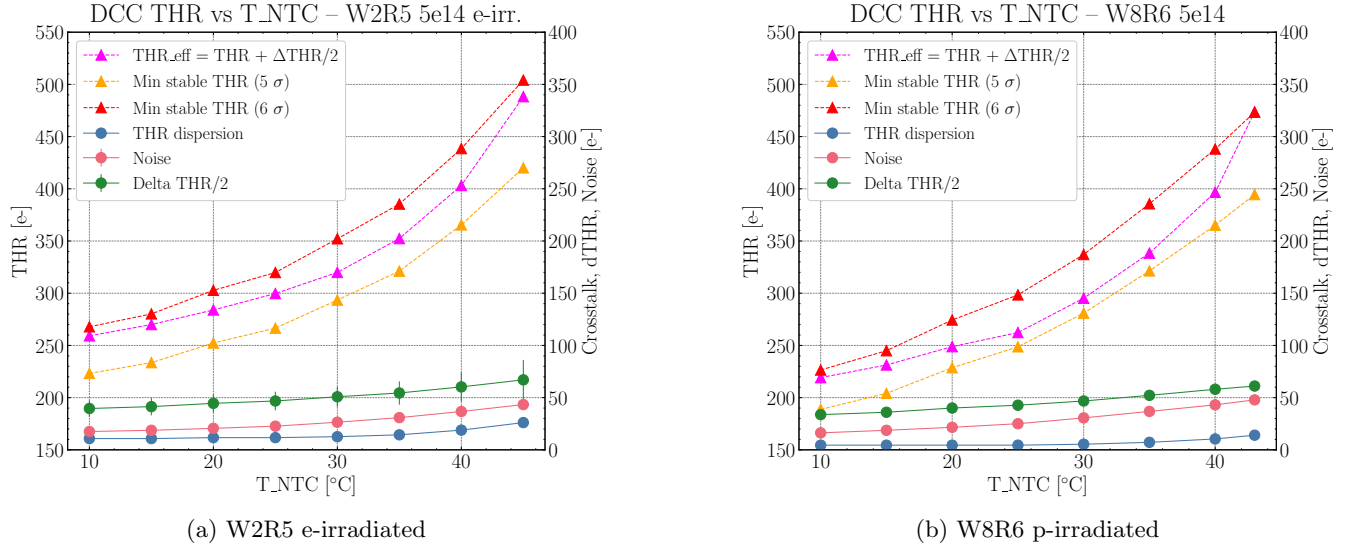 DCC THR vs T_NTC – W2R5 5e14 e-irr.
THR_eff = THR + ΔTHR/2
Min stable THR (5 σ)
Min stable THR (6 σ)
THR dispersion
Noise
Delta THR/2
550
500
450
400
350
300
250
200
150
THR [e-]
400
350
300
250
200
150
100
50
0
Crosstalk, dTHR, Noise [e-]
10
20
30
40
T_NTC [°C]
(a) W2R5 e-irradiated
DCC THR vs T_NTC – W8R6 5e14
THR_eff = THR + ΔTHR/2
Min stable THR (5 σ)
Min stable THR (6 σ)
THR dispersion
Noise
Delta THR/2
550
500
450
400
350
300
250
200
150
THR [e-]
400
350
300
250
200
150
100
50
0
Crosstalk, dTHR, Noise [e-]
10
20
30
40
T_NTC [°C]
(b) W8R6 p-irradiated